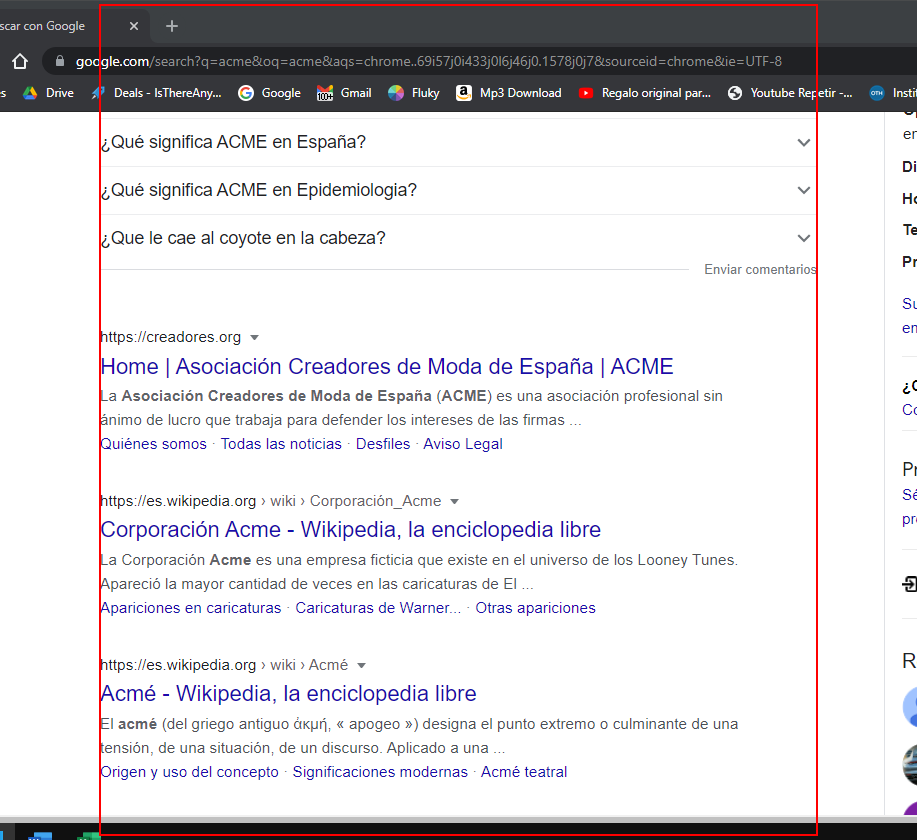 scar con Google
google.com/search?q=acme&oq=acme&aqs=chrome..69i57j0i433j0l6j46j0.1578j0j7&sourceid=chrome&ie=UTF-8
Drive Deals - IsThereAny... Google 100+ Gmail Fluky Mp3 Download Regalo original par... Youtube Repetir -... OTH Insti
¿Qué significa ACME en España?
¿Qué significa ACME en Epidemiologia?
¿Que le cae al coyote en la cabeza?
Enviar comentarios
https://creadores.org
Home | Asociación Creadores de Moda de España | ACME
La Asociación Creadores de Moda de España (ACME) es una asociación profesional sin
ánimo de lucro que trabaja para defender los intereses de las firmas ...
Quiénes somos · Todas las noticias · Desfiles · Aviso Legal
https://es.wikipedia.org › wiki › Corporación_Acme
Corporación Acme - Wikipedia, la enciclopedia libre
La Corporación Acme es una empresa ficticia que existe en el universo de los Looney Tunes.
Apareció la mayor cantidad de veces en las caricaturas de El ...
Apariciones en caricaturas · Caricaturas de Warner... · Otras apariciones
https://es.wikipedia.org › wiki › Acmé
Acmé - Wikipedia, la enciclopedia libre
El acmé (del griego antiguo ἀκμή, « apogeo ») designa el punto extremo o culminante de una
tensión, de una situación, de un discurso. Aplicado a una ...
Origen y uso del concepto · Significaciones modernas · Acmé teatral
en
Di
Ho
Te
Pr
Su
en
Co
Pr
Sé
pr